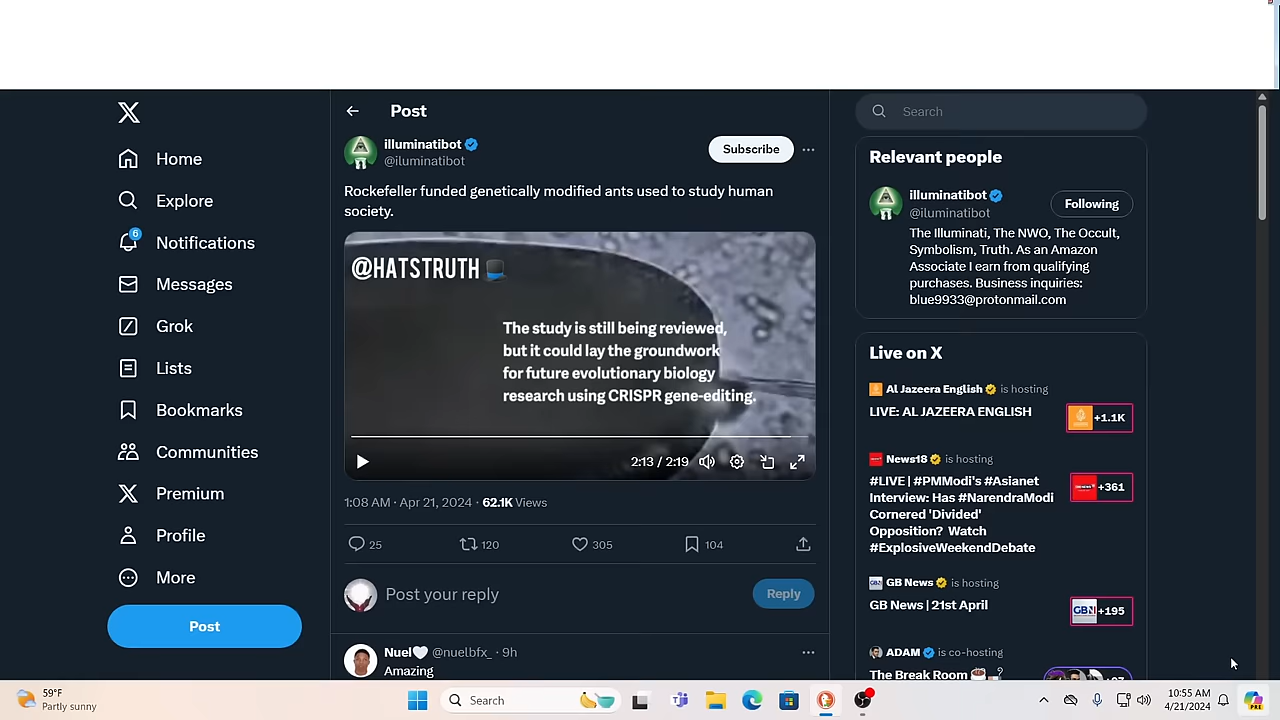 Home
Explore
6
Notifications
Messages
Grok
Lists
Bookmarks
Communities
Premium
Profile
More
Post
Post
illuminatibot
@iluminatibot
Subscribe
Rockefeller funded genetically modified ants used to study human
society.
@HATSTRUTH
The study is still being reviewed,
but it could lay the groundwork
for future evolutionary biology
research using CRISPR gene-editing.
2:13 / 2:19
1:08 AM · Apr 21, 2024 · 62.1K Views
25
120
305
104
Post your reply
Reply
Nuel🤍 @nuelbfx_ · 9h
Amazing
Search
Relevant people
illuminatibot
@iluminatibot
Following
The Illuminati, The NWO, The Occult,
Symbolism, Truth. As an Amazon
Associate I earn from qualifying
purchases. Business inquiries:
blue9933@protonmail.com
Live on X
Al Jazeera English is hosting
LIVE: AL JAZEERA ENGLISH
+1.1K
News18 is hosting
#LIVE | #PMModi's #Asianet
Interview: Has #NarendraModi
Cornered 'Divided'
Opposition? Watch
#ExplosiveWeekendDebate
+361
GB News is hosting
GB News | 21st April
GBN +195
ADAM is co-hosting
The Break Room
59°F
Partly sunny
Search
10:55 AM
4/21/2024
PRE